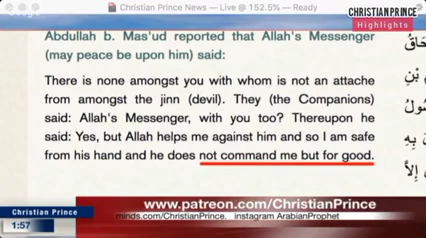 Christian Prince News — Live @ 152.5% — Ready
CHRISTIAN PRINCE
Highlights
Abdullah b. Mas'ud reported that Allah's Messenger
(may peace be upon him) said:
There is none amongst you with whom is not an attache
from amongst the jinn (devil). They (the Companions)
said: Allah's Messenger, with you too? Thereupon he
said: Yes, but Allah helps me against him and so I am safe
from his hand and he does not command me but for good.
www.patreon.com/ChristianPrince
Christian Prince
1:57
minds.com/ChristianPrince, instagram ArabianProphet